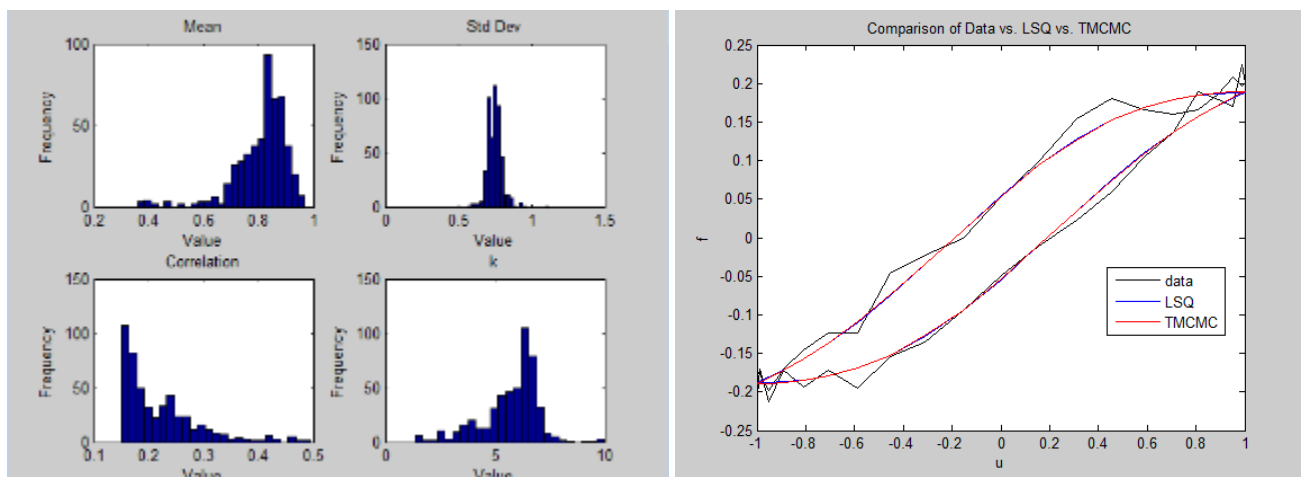 Mean
100
50
0
Frequency
0.2 0.4 0.6 0.8 1
Value
Std Dev
150
100
50
0
Frequency
0 0.5 1 1.5
Value
Correlation
150
100
50
0
Frequency
0.1 0.2 0.3 0.4 0.5
Value
k
150
100
50
0
Frequency
0 5 10
Value
Comparison of Data vs. LSQ vs. TMCMC
0.25
0.2
0.15
0.1
0.05
0
-0.05
-0.1
-0.15
-0.2
-0.25
f
data
LSQ
TMCMC
-1 -0.8 -0.6 -0.4 -0.2 0 0.2 0.4 0.6 0.8 1
u